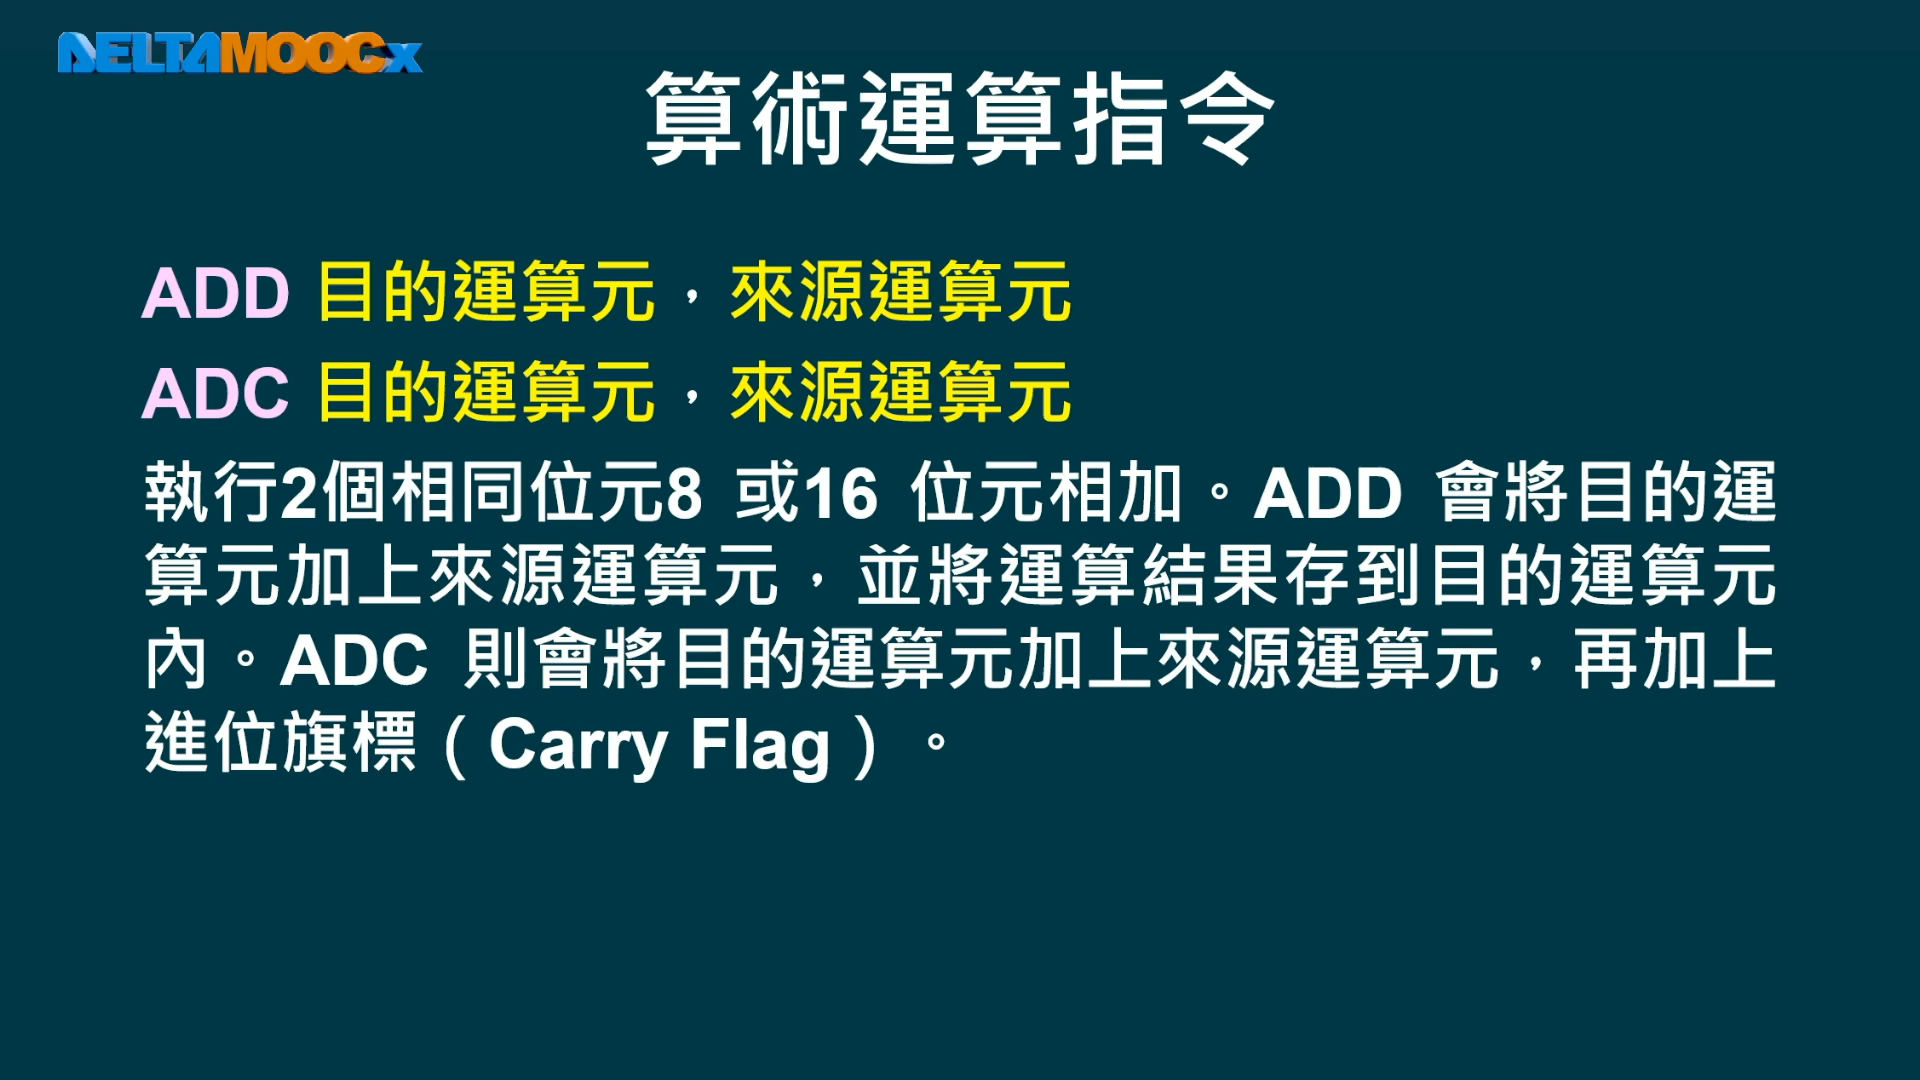 DELTAMOOCx
算術運算指令
ADD 目的運算元，來源運算元
ADC 目的運算元，來源運算元
執行2個相同位元8 或16 位元相加。ADD 會將目的運
算元加上來源運算元，並將運算結果存到目的運算元
內。ADC 則會將目的運算元加上來源運算元，再加上
進位旗標（Carry Flag）。